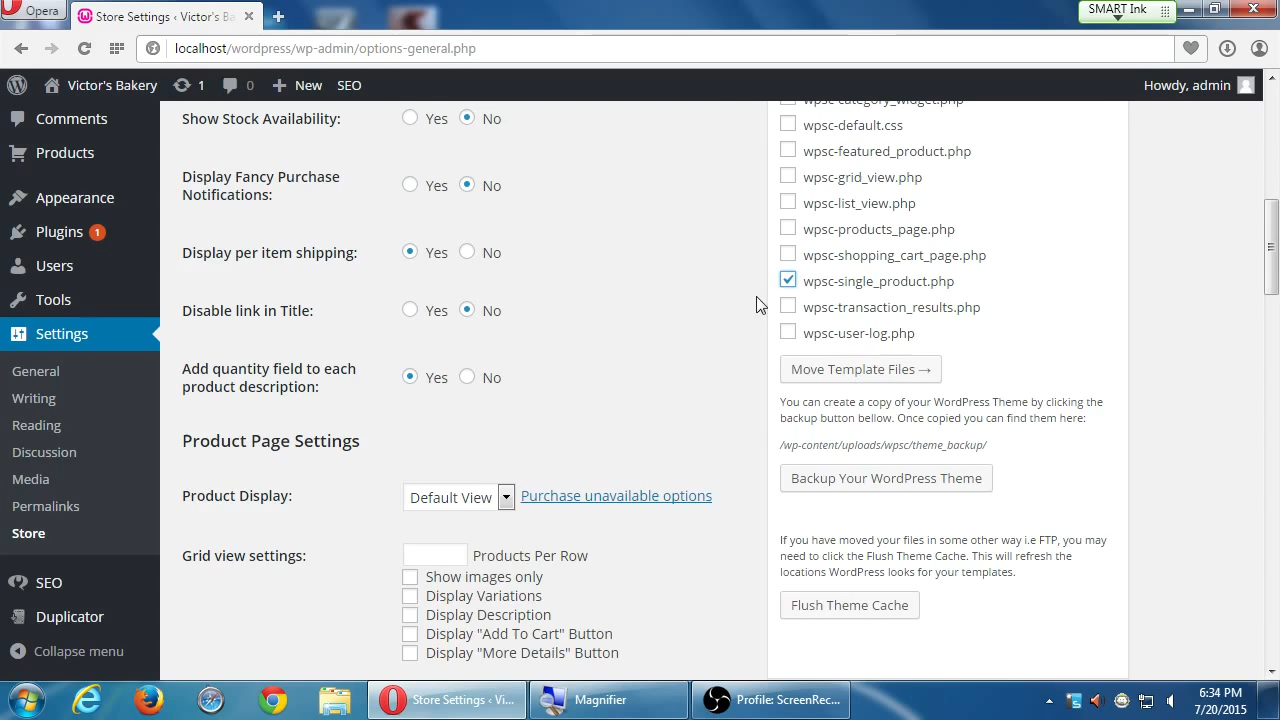 Opera
Store Settings ‹ Victor's Ba
SMART Ink
localhost/wordpress/wp-admin/options-general.php
Victor's Bakery
1
0
New
SEO
Howdy, admin
Comments
Products
Appearance
Plugins 1
Users
Tools
Settings
General
Writing
Reading
Discussion
Media
Permalinks
Store
SEO
Duplicator
Collapse menu
Show Stock Availability: Yes No
Display Fancy Purchase
Notifications: Yes No
Display per item shipping: Yes No
Disable link in Title: Yes No
Add quantity field to each
product description: Yes No
Product Page Settings
Product Display: Default View Purchase unavailable options
Grid view settings: Products Per Row
Show images only
Display Variations
Display Description
Display "Add To Cart" Button
Display "More Details" Button
wpsc-category_widget.php
wpsc-default.css
wpsc-featured_product.php
wpsc-grid_view.php
wpsc-list_view.php
wpsc-products_page.php
wpsc-shopping_cart_page.php
wpsc-single_product.php
wpsc-transaction_results.php
wpsc-user-log.php
Move Template Files →
You can create a copy of your WordPress Theme by clicking the
backup button bellow. Once copied you can find them here:
/wp-content/uploads/wpsc/theme_backup/
Backup Your WordPress Theme
If you have moved your files in some other way i.e FTP, you may
need to click the Flush Theme Cache. This will refresh the
locations WordPress looks for your templates.
Flush Theme Cache
Store Settings ‹ Vi...
Magnifier
Profile: ScreenRec...
6:34 PM
7/20/2015